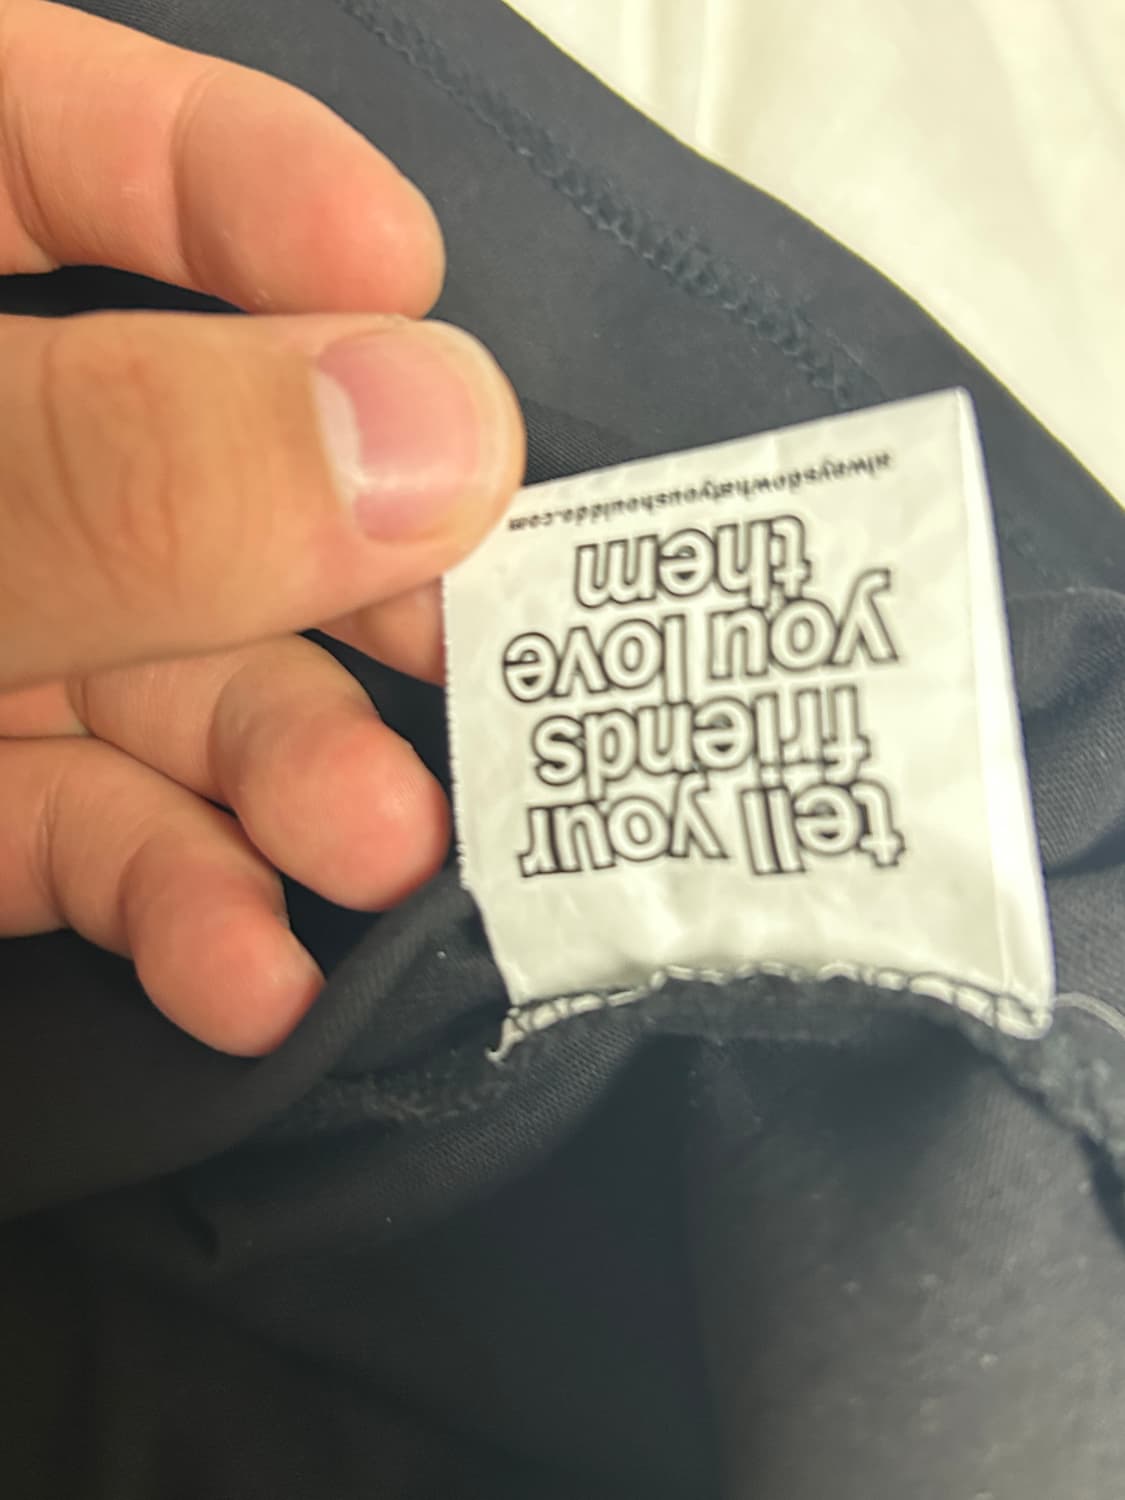 tell your
friends
you love
them
alwaysdowhatyoushoulddo.com